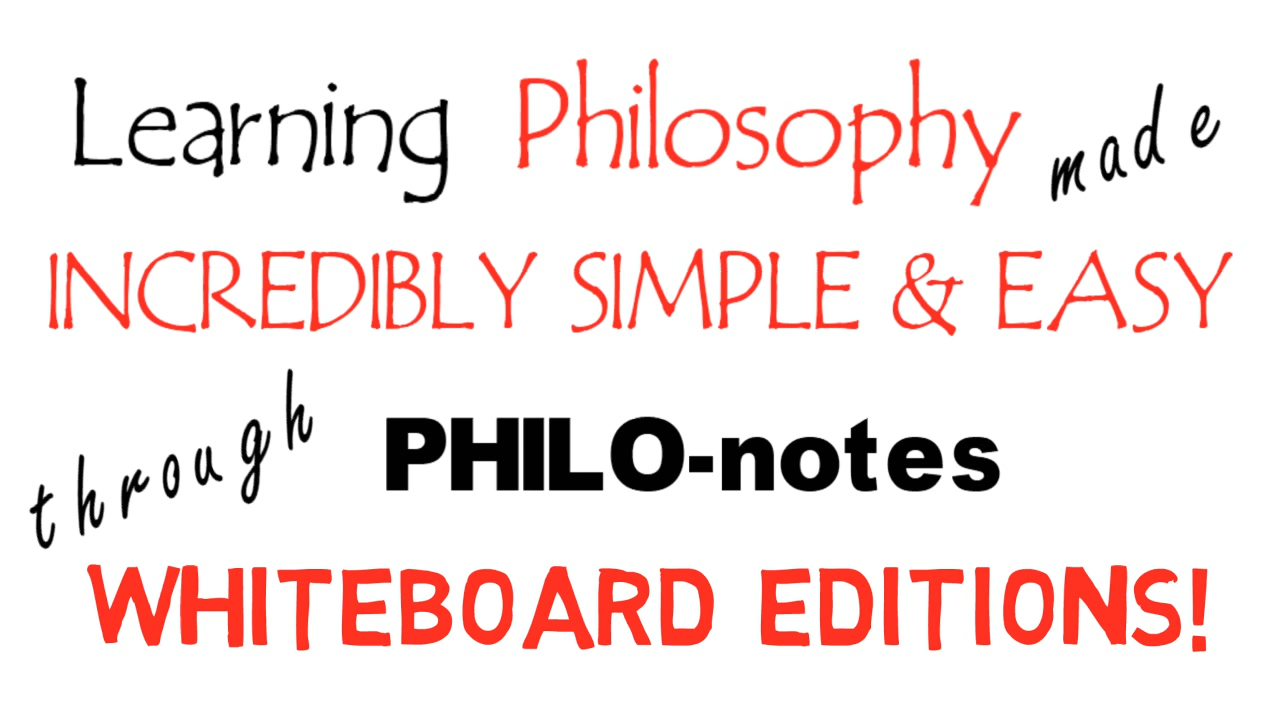 Learning Philosophy made
INCREDIBLY SIMPLE & EASY
through PHILO-notes
WHITEBOARD EDITIONS!